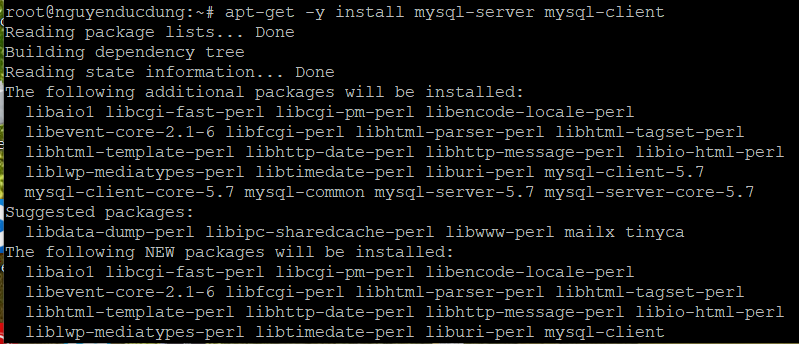 root@nguyenducdung:~# apt-get -y install mysql-server mysql-client
Reading package lists... Done
Building dependency tree
Reading state information... Done
The following additional packages will be installed:
  libaio1 libcgi-fast-perl libcgi-pm-perl libencode-locale-perl
  libevent-core-2.1-6 libfcgi-perl libhtml-parser-perl libhtml-tagset-perl
  libhtml-template-perl libhttp-date-perl libhttp-message-perl libio-html-perl
  liblwp-mediatypes-perl libtimedate-perl liburi-perl mysql-client-5.7
  mysql-client-core-5.7 mysql-common mysql-server-5.7 mysql-server-core-5.7
Suggested packages:
  libdata-dump-perl libipc-sharedcache-perl libwww-perl mailx tinyca
The following NEW packages will be installed:
  libaio1 libcgi-fast-perl libcgi-pm-perl libencode-locale-perl
  libevent-core-2.1-6 libfcgi-perl libhtml-parser-perl libhtml-tagset-perl
  libhtml-template-perl libhttp-date-perl libhttp-message-perl libio-html-perl
  liblwp-mediatypes-perl libtimedate-perl liburi-perl mysql-client